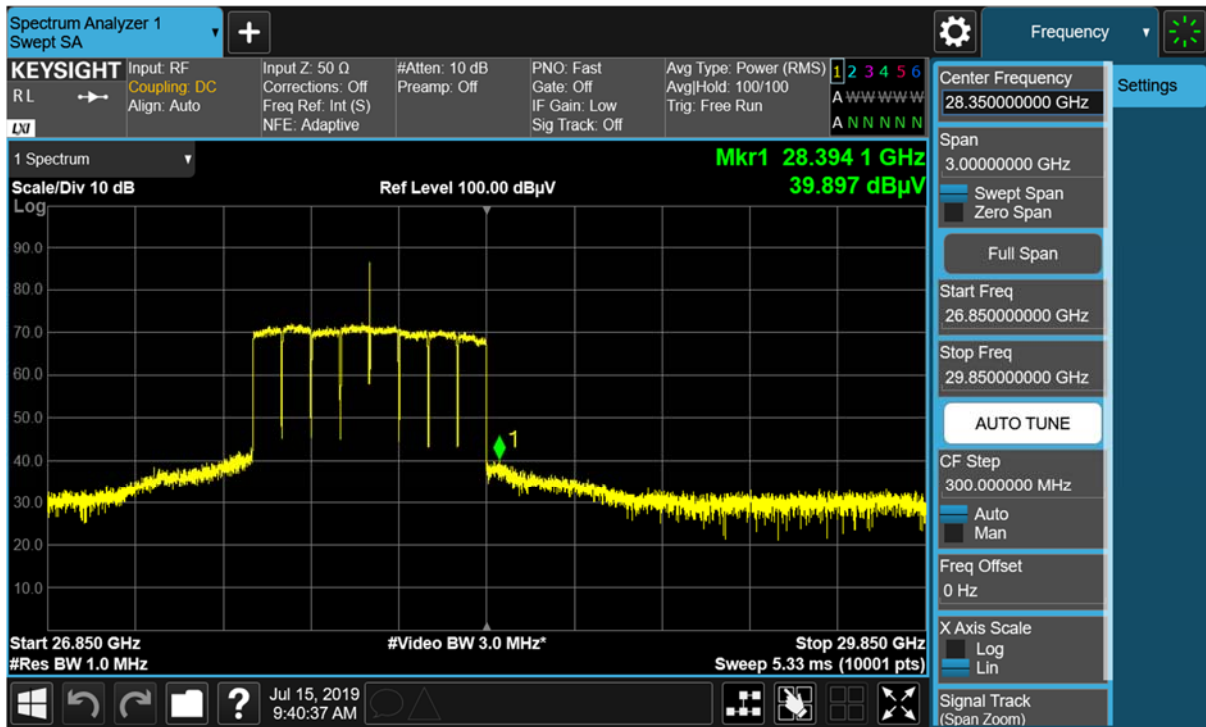 Spectrum Analyzer 1
Swept SA
+
Frequency
KEYSIGHT
R L
LXI
Input: RF
Coupling: DC
Align: Auto
Input Z: 50 Ω
Corrections: Off
Freq Ref: Int (S)
NFE: Adaptive
#Atten: 10 dB
Preamp: Off
PNO: Fast
Gate: Off
IF Gain: Low
Sig Track: Off
Avg Type: Power (RMS)
Avg|Hold: 100/100
Trig: Free Run
1 2 3 4 5 6
A W W W W W
A N N N N N
1 Spectrum
Mkr1 28.394 1 GHz
39.897 dBµV
Scale/Div 10 dB
Ref Level 100.00 dBµV
Log
90.0
80.0
70.0
60.0
50.0
40.0
30.0
20.0
10.0
1
Start 26.850 GHz
#Video BW 3.0 MHz*
Stop 29.850 GHz
#Res BW 1.0 MHz
Sweep 5.33 ms (10001 pts)
Center Frequency
28.350000000 GHz
Settings
Span
3.00000000 GHz
Swept Span
Zero Span
Full Span
Start Freq
26.850000000 GHz
Stop Freq
29.850000000 GHz
AUTO TUNE
CF Step
300.000000 MHz
Auto
Man
Freq Offset
0 Hz
X Axis Scale
Log
Lin
Signal Track
(Span Zoom)
?
Jul 15, 2019
9:40:37 AM